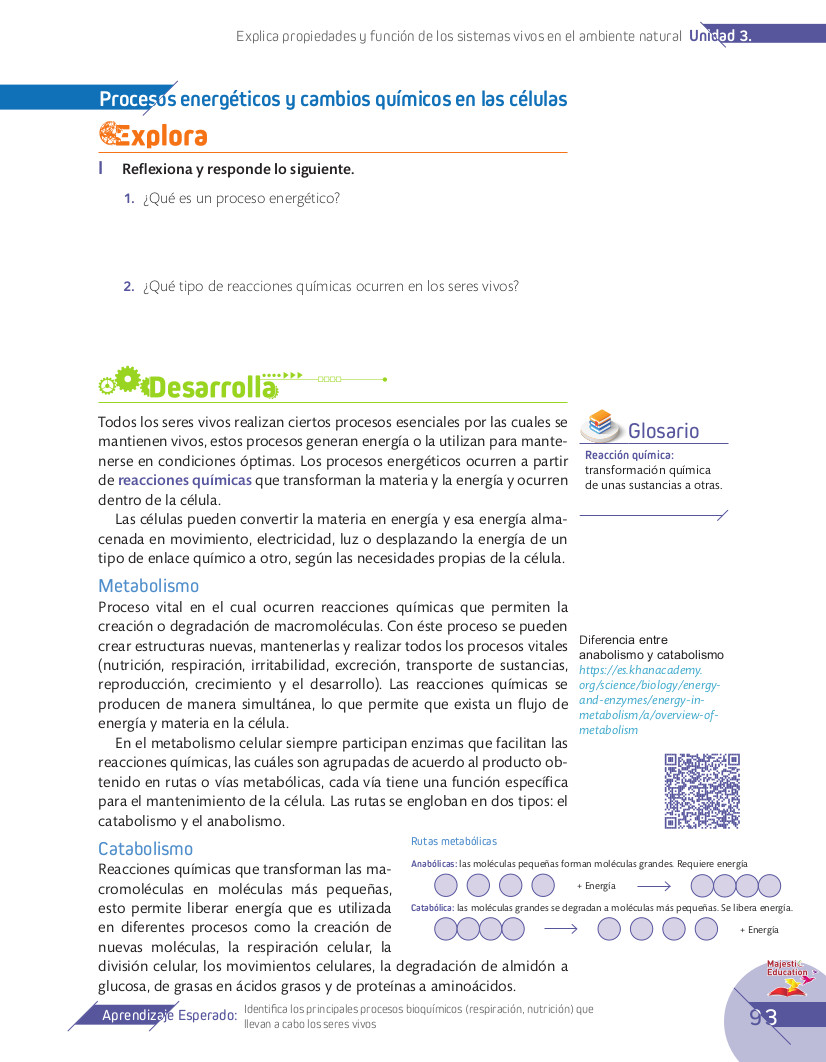 Explica propiedades y función de los sistemas vivos en el ambiente natural Unidad 3.
Procesos energéticos y cambios químicos en las células
Explora
I Reflexiona y responde lo siguiente.
1. ¿Qué es un proceso energético?
2. ¿Qué tipo de reacciones químicas ocurren en los seres vivos?
Desarrolla
Todos los seres vivos realizan ciertos procesos esenciales por las cuales se
mantienen vivos, estos procesos generan energía o la utilizan para mante-
nerse en condiciones óptimas. Los procesos energéticos ocurren a partir
de reacciones químicas que transforman la materia y la energía y ocurren
dentro de la célula.
Las células pueden convertir la materia en energía y esa energía alma-
cenada en movimiento, electricidad, luz o desplazando la energía de un
tipo de enlace químico a otro, según las necesidades propias de la célula.
Glosario
Reacción química:
transformación química
de unas sustancias a otras.
Metabolismo
Proceso vital en el cual ocurren reacciones químicas que permiten la
creación o degradación de macromoléculas. Con éste proceso se pueden
crear estructuras nuevas, mantenerlas y realizar todos los procesos vitales
(nutrición, respiración, irritabilidad, excreción, transporte de sustancias,
reproducción, crecimiento y el desarrollo). Las reacciones químicas se
producen de manera simultánea, lo que permite que exista un flujo de
energía y materia en la célula.
En el metabolismo celular siempre participan enzimas que facilitan las
reacciones químicas, las cuáles son agrupadas de acuerdo al producto ob-
tenido en rutas o vías metabólicas, cada vía tiene una función específica
para el mantenimiento de la célula. Las rutas se engloban en dos tipos: el
catabolismo y el anabolismo.
Diferencia entre
anabolismo y catabolismo
https://es.khanacademy.
org/science/biology/energy-
and-enzymes/energy-in-
metabolism/a/overview-of-
metabolism
Catabolismo
Reacciones químicas que transforman las ma-
cromoléculas en moléculas más pequeñas,
esto permite liberar energía que es utilizada
en diferentes procesos como la creación de
nuevas moléculas, la respiración celular, la
división celular, los movimientos celulares, la degradación de almidón a
glucosa, de grasas en ácidos grasos y de proteínas a aminoácidos.
Rutas metabólicas
Anabólicas: las moléculas pequeñas forman moléculas grandes. Requiere energía
+ Energía
Catabólica: las moléculas grandes se degradan a moléculas más pequeñas. Se libera energía.
+ Energía
Majestic
Education
Aprendizaje Esperado: Identifica los principales procesos bioquímicos (respiración, nutrición) que
llevan a cabo los seres vivos
93